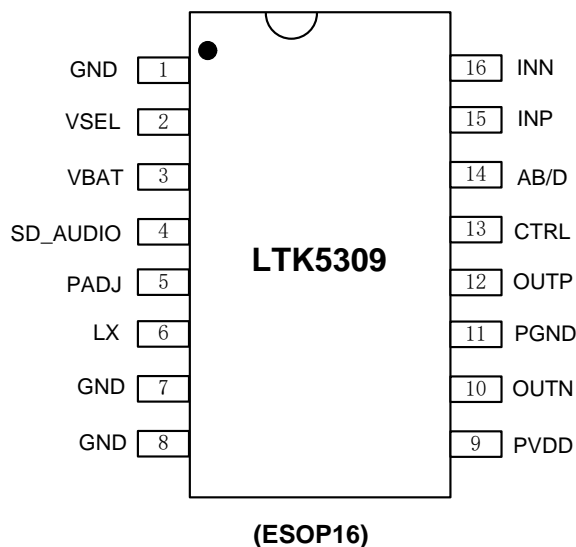 GND 1
VSEL 2
VBAT 3
SD_AUDIO 4
PADJ 5
LX 6
GND 7
GND 8
LTK5309
16 INN
15 INP
14 AB/D
13 CTRL
12 OUTP
11 PGND
10 OUTN
9 PVDD
(ESOP16)